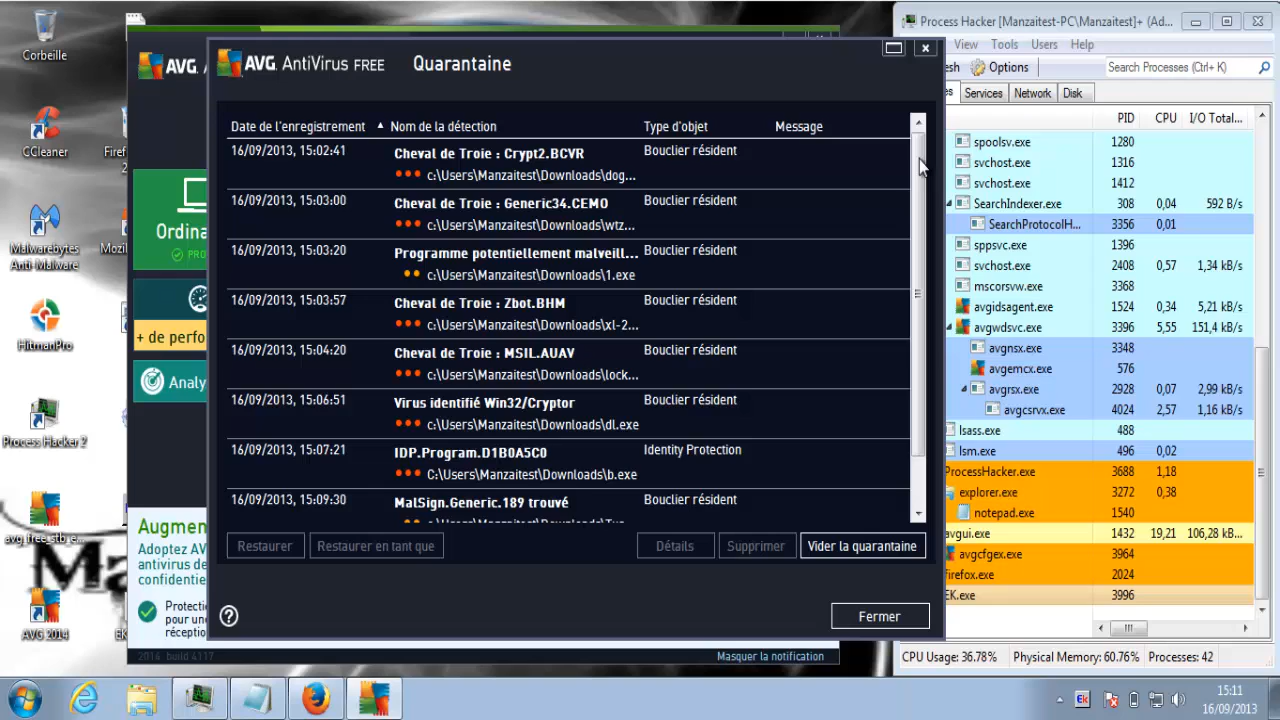 Corbeille
CCleaner
Malwarebytes
Anti-Malware
HitmanPro
Process Hacker 2
AVG 2014
AVG.
Ordina
+ de perfo
Analy
Augmen
Adoptez AV
antivirus de
confidentie
Protecti
pour une
réceptio
2014 build 4117
Masquer la notification
AVG. AntiVirus FREE Quarantaine
Date de l'enregistrement Nom de la détection Type d'objet Message
16/09/2013, 15:02:41 Cheval de Troie : Crypt2.BCVR Bouclier résident
c:\Users\Manzaitest\Downloads\dog...
16/09/2013, 15:03:00 Cheval de Troie : Generic34.CEMO Bouclier résident
c:\Users\Manzaitest\Downloads\wtz...
16/09/2013, 15:03:20 Programme potentiellement malveill... Bouclier résident
c:\Users\Manzaitest\Downloads\1.exe
16/09/2013, 15:03:57 Cheval de Troie : Zbot.BHM Bouclier résident
c:\Users\Manzaitest\Downloads\xl-2...
16/09/2013, 15:04:20 Cheval de Troie : MSIL.AUAV Bouclier résident
c:\Users\Manzaitest\Downloads\lock...
16/09/2013, 15:06:51 Virus identifié Win32/Cryptor Bouclier résident
c:\Users\Manzaitest\Downloads\dl.exe
16/09/2013, 15:07:21 IDP.Program.D1B0A5C0 Identity Protection
C:\Users\Manzaitest\Downloads\b.exe
16/09/2013, 15:09:30 MalSign.Generic.189 trouvé Bouclier résident
Restaurer Restaurer en tant que Détails Supprimer Vider la quarantaine
Fermer
Process Hacker [Manzaitest-PC\Manzaitest]+ (Ad...
View Tools Users Help
sh Options Search Processes (Ctrl+ K)
es Services Network Disk
PID CPU I/O Total...
spoolsv.exe 1280
svchost.exe 1316
svchost.exe 1412
SearchIndexer.exe 308 0,04 592 B/s
SearchProtocolH... 3356 0,01
sppsvc.exe 1396
svchost.exe 2408 0,57 1,34 kB/s
mscorsvw.exe 3368
avgidsagent.exe 1524 0,34 5,21 kB/s
avgwdsvc.exe 3396 5,55 151,4 kB/s
avgnsx.exe 3348
avgemcx.exe 576
avgrsx.exe 2928 0,07 2,99 kB/s
avgcsrvx.exe 4024 2,57 1,16 kB/s
lsass.exe 488
lsm.exe 496 0,02
ProcessHacker.exe 3688 1,18
explorer.exe 3272 0,38
notepad.exe 1540
avgui.exe 1432 19,21 106,28 kB...
avgcfgex.exe 3964
firefox.exe 2024
EK.exe 3996
CPU Usage: 36.78% Physical Memory: 60.76% Processes: 42
Ek
15:11
16/09/2013